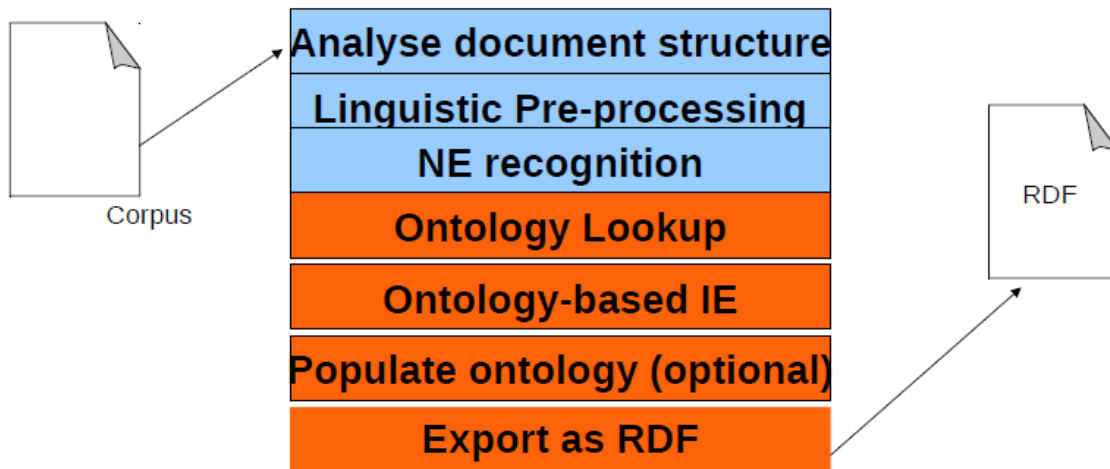 Analyse document structure
Linguistic Pre-processing
NE recognition
Corpus
RDF
Ontology Lookup
Ontology-based IE
Populate ontology (optional)
Export as RDF